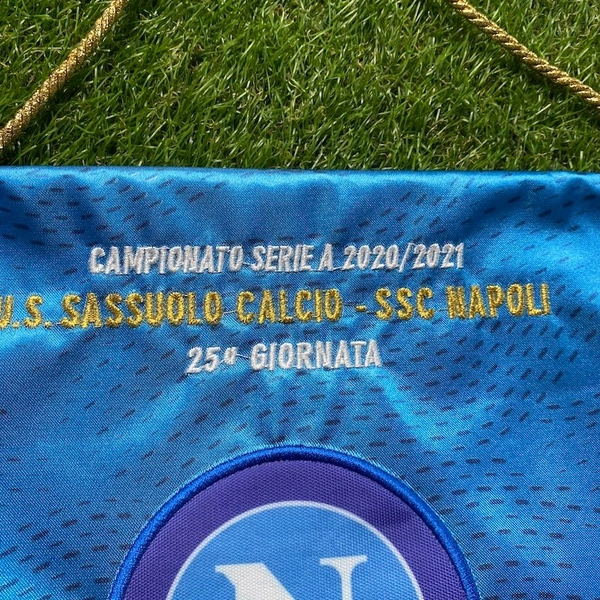 CAMPIONATO SERIE A 2020/2021
U.S. SASSUOLO CALCIO - SSC NAPOLI
25ª GIORNATA
N